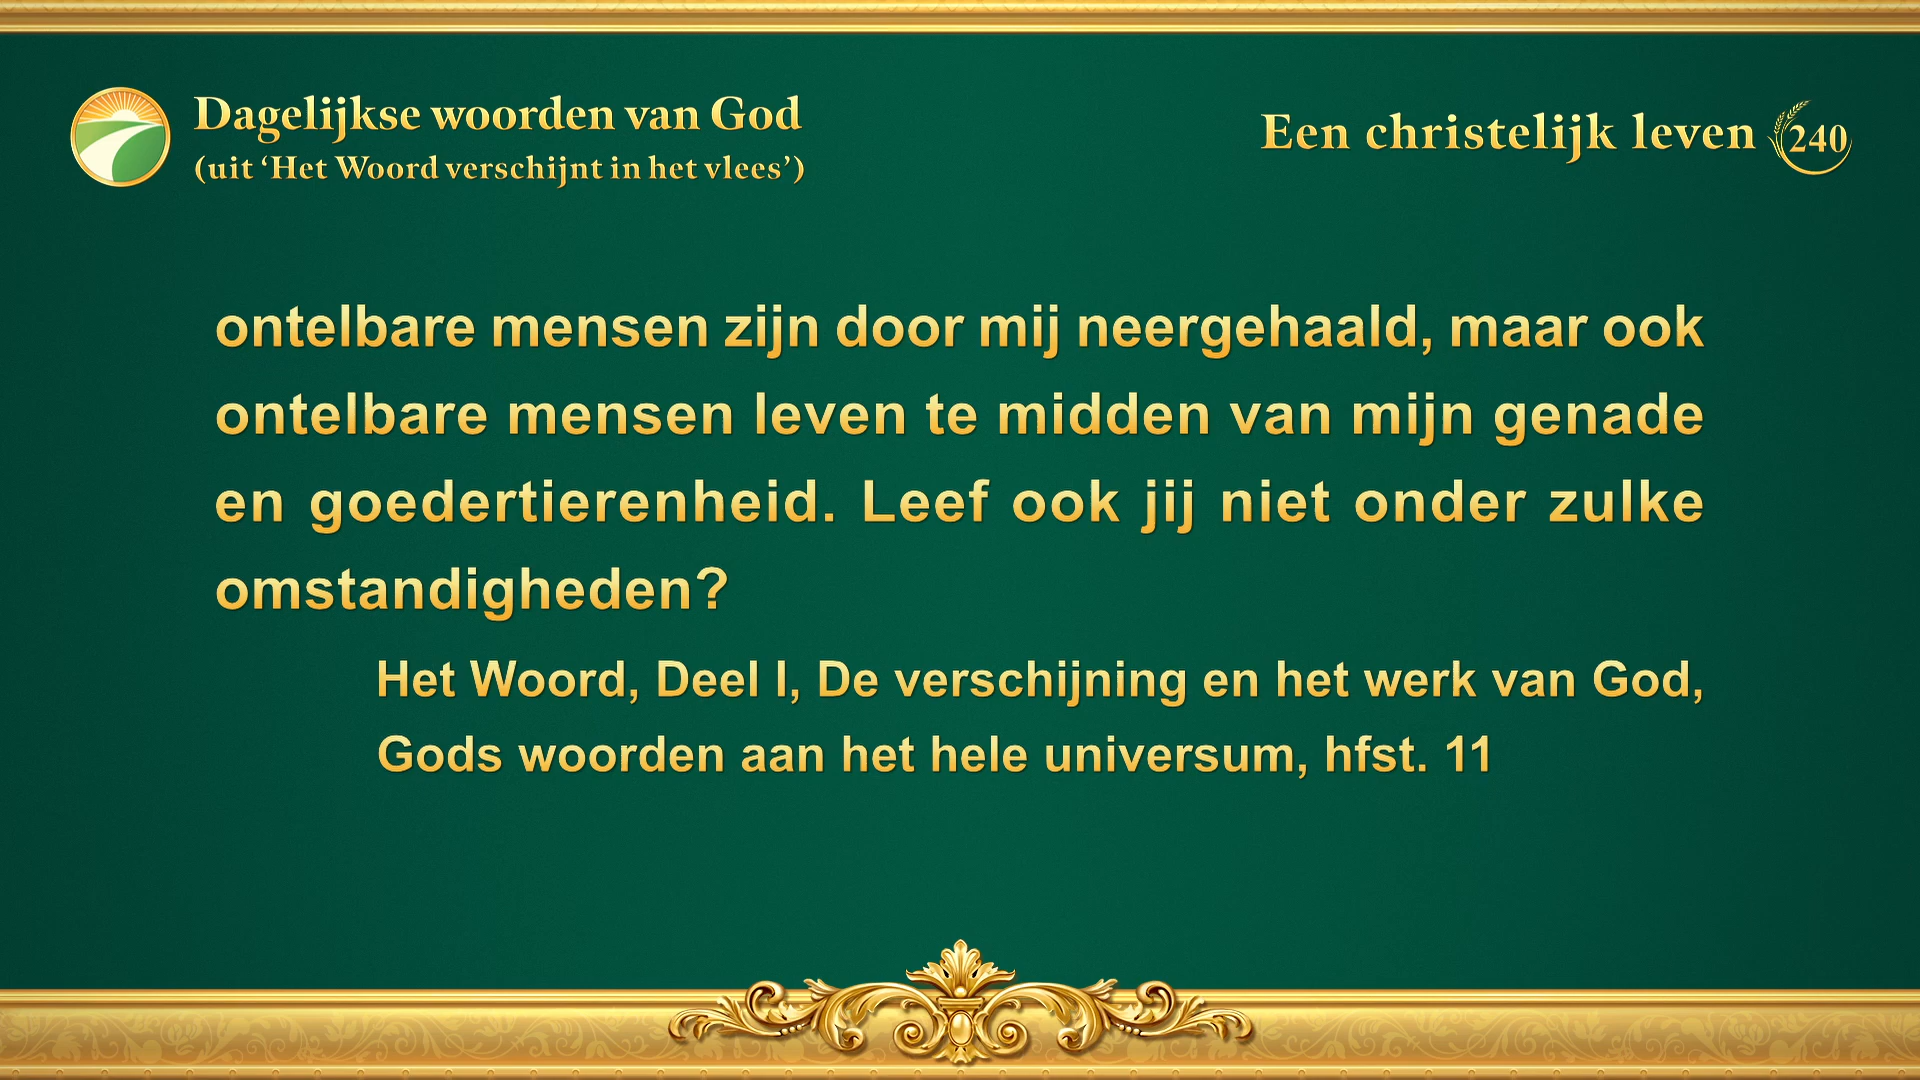 Dagelijkse woorden van God
(uit ‘Het Woord verschijnt in het vlees’)
Een christelijk leven 240
ontelbare mensen zijn door mij neergehaald, maar ook
ontelbare mensen leven te midden van mijn genade
en goedertierenheid. Leef ook jij niet onder zulke
omstandigheden?
Het Woord, Deel I, De verschijning en het werk van God,
Gods woorden aan het hele universum, hfst. 11